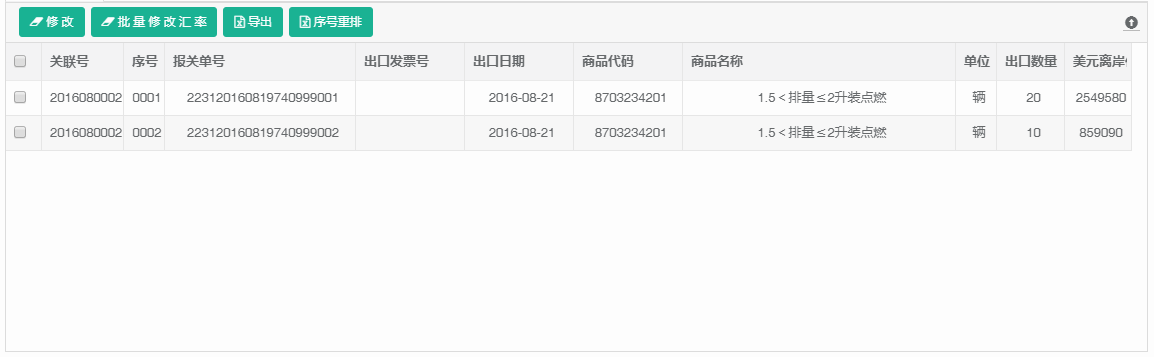 修改 批量修改汇率 导出 序号重排
关联号 序号 报关单号 出口发票号 出口日期 商品代码 商品名称 单位 出口数量 美元离岸
2016080002 0001 223120160819740999001 2016-08-21 8703234201 1.5＜排量≤2升装点燃 辆 20 2549580
2016080002 0002 223120160819740999002 2016-08-21 8703234201 1.5＜排量≤2升装点燃 辆 10 859090